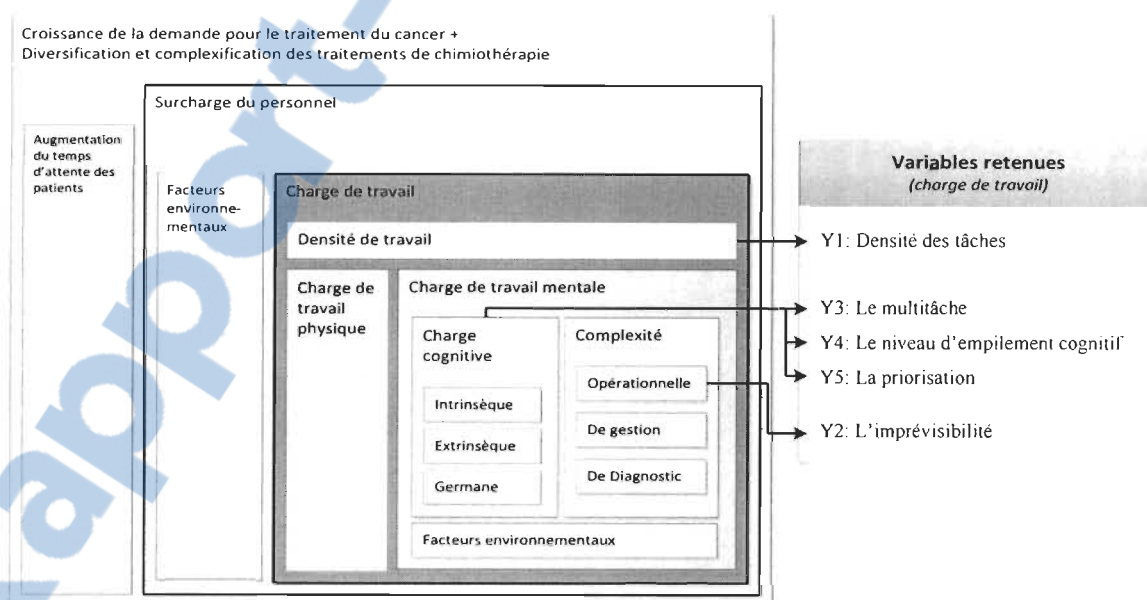 Croissance de la demande pour le traitement du cancer +
Diversification et complexification des traitements de chimiothérapie
Surcharge du personnel
Augmentation
du temps
d'attente des
patients
Facteurs
environne-
mentaux
Charge de travail
Densité de travail
Charge de
travail
physique
Charge de travail mentale
Charge
cognitive
Intrinsèque
Extrinsèque
Germane
Complexité
Opérationnelle
De gestion
De Diagnostic
Facteurs environnementaux
Variables retenues
(charge de travail)
Y1: Densité des tâches
Y3: Le multitâche
Y4: Le niveau d'empilement cognitif
Y5: La priorisation
Y2: L'imprévisibilité
apport-